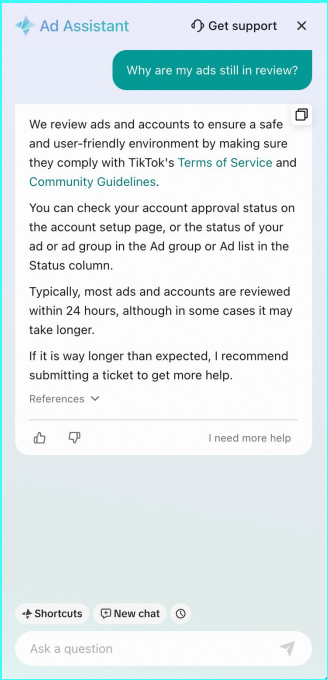 Ad Assistant
Get support
Why are my ads still in review?
We review ads and accounts to ensure a safe
and user-friendly environment by making sure
they comply with TikTok's Terms of Service and
Community Guidelines.
You can check your account approval status on
the account setup page, or the status of your
ad or ad group in the Ad group or Ad list in the
Status column.
Typically, most ads and accounts are reviewed
within 24 hours, although in some cases it may
take longer.
If it is way longer than expected, I recommend
submitting a ticket to get more help.
References
I need more help
Shortcuts
New chat
Ask a question